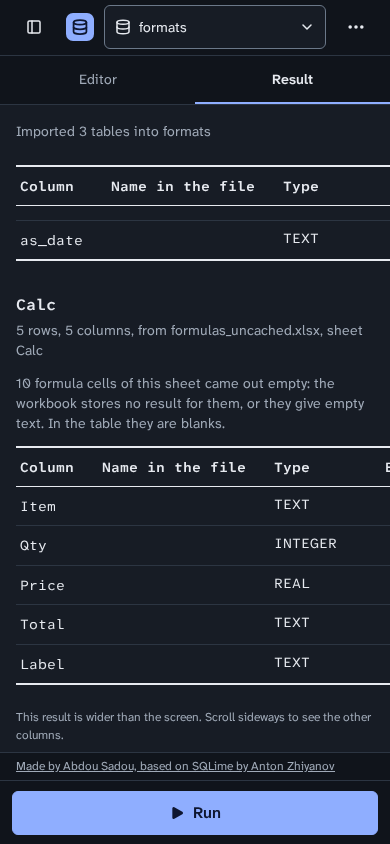 formats
Editor
Result
Imported 3 tables into formats
Column Name in the file Type
as_date TEXT
Calc
5 rows, 5 columns, from formulas_uncached.xlsx, sheet
Calc
10 formula cells of this sheet came out empty: the
workbook stores no result for them, or they give empty
text. In the table they are blanks.
Column Name in the file Type
Item TEXT
Qty INTEGER
Price REAL
Total TEXT
Label TEXT
This result is wider than the screen. Scroll sideways to see the other
columns.
Made by Abdou Sadou, based on SQLime by Anton Zhiyanov
Run